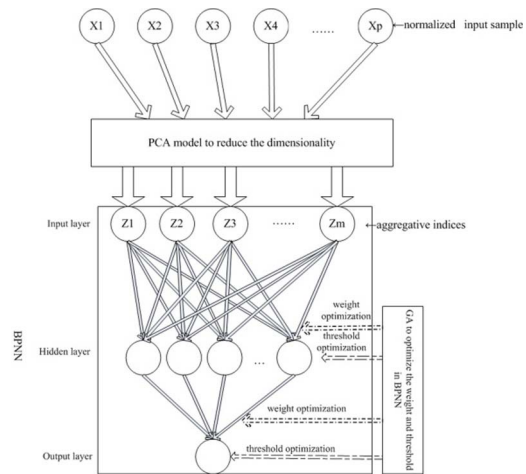 X1 X2 X3 X4 ...... Xp ←normalized input sample
PCA model to reduce the dimensionality
Input layer Z1 Z2 Z3 ...... Zm ←aggregative indices
weight
optimization
threshold
optimization
Hidden layer ...
BPNN
GA to optimize the weight and threshold
in BPNN
weight optimization
threshold optimization
Output layer